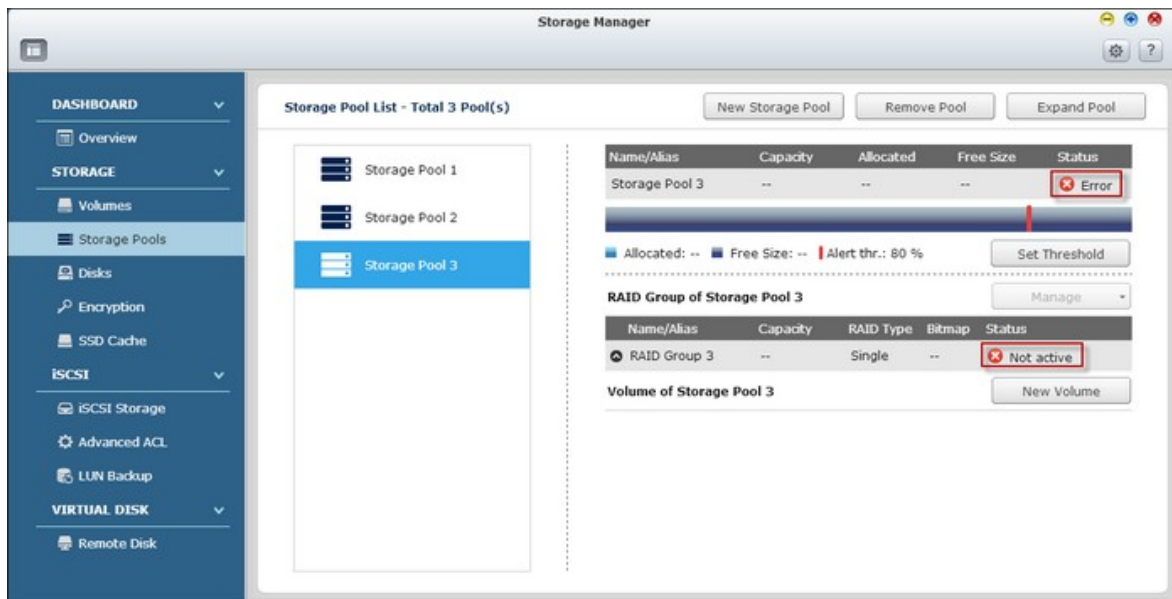 Storage Manager
?
DASHBOARD
Overview
STORAGE
Volumes
Storage Pools
Disks
Encryption
SSD Cache
iSCSI
iSCSI Storage
Advanced ACL
LUN Backup
VIRTUAL DISK
Remote Disk
Storage Pool List - Total 3 Pool(s)
New Storage Pool Remove Pool Expand Pool
Storage Pool 1
Storage Pool 2
Storage Pool 3
Name/Alias Capacity Allocated Free Size Status
Storage Pool 3 -- -- -- Error
Allocated: -- Free Size: -- Alert thr.: 80 % Set Threshold
RAID Group of Storage Pool 3 Manage
Name/Alias Capacity RAID Type Bitmap Status
RAID Group 3 -- Single -- Not active
Volume of Storage Pool 3 New Volume